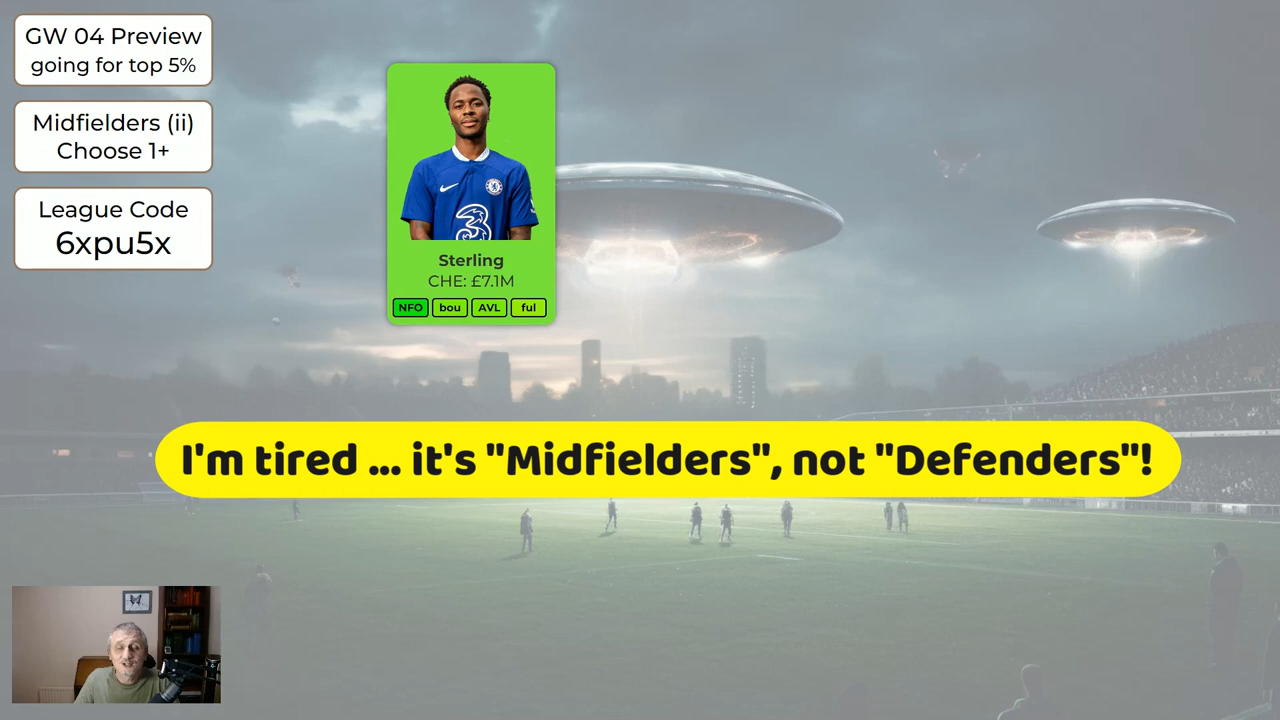 GW 04 Preview
going for top 5%
Midfielders (ii)
Choose 1+
League Code
6xpu5x
3
Sterling
CHE: £7.1M
NFO bou AVL ful
I'm tired ... it's "Midfielders", not "Defenders"!